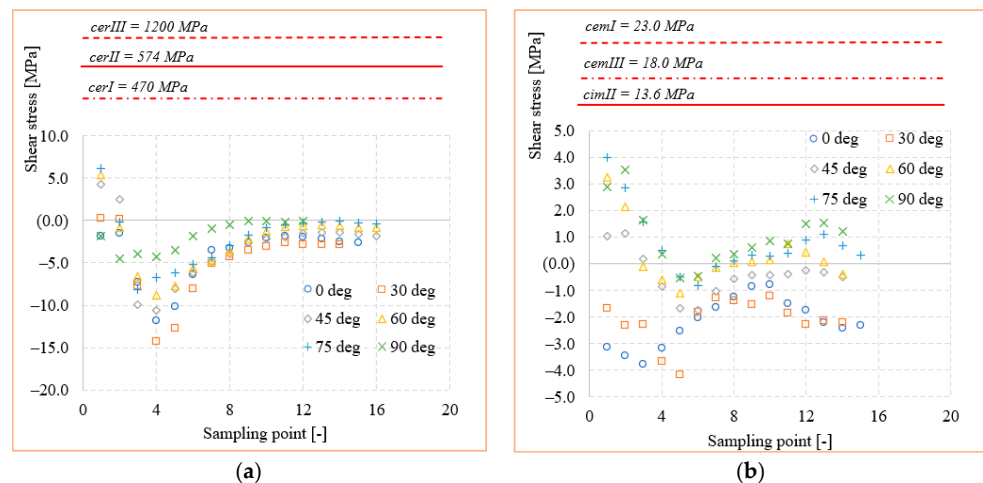 cerIII = 1200 MPa
cerII = 574 MPa
cerI = 470 MPa
Shear stress [MPa]
10.0
5.0
(0.0)
−5.0
−10.0
−15.0
−20.0
0 deg
30 deg
45 deg
60 deg
75 deg
90 deg
0 4 8 12 16 20
Sampling point [-]
(a)
cemI = 23.0 MPa
cemIII = 18.0 MPa
cimII = 13.6 MPa
Shear stress [MPa]
5.0
4.0
3.0
2.0
1.0
(0.0)
−1.0
−2.0
−3.0
−4.0
−5.0
0 deg
30 deg
45 deg
60 deg
75 deg
90 deg
0 5 10 15 20
Sampling point [-]
(b)